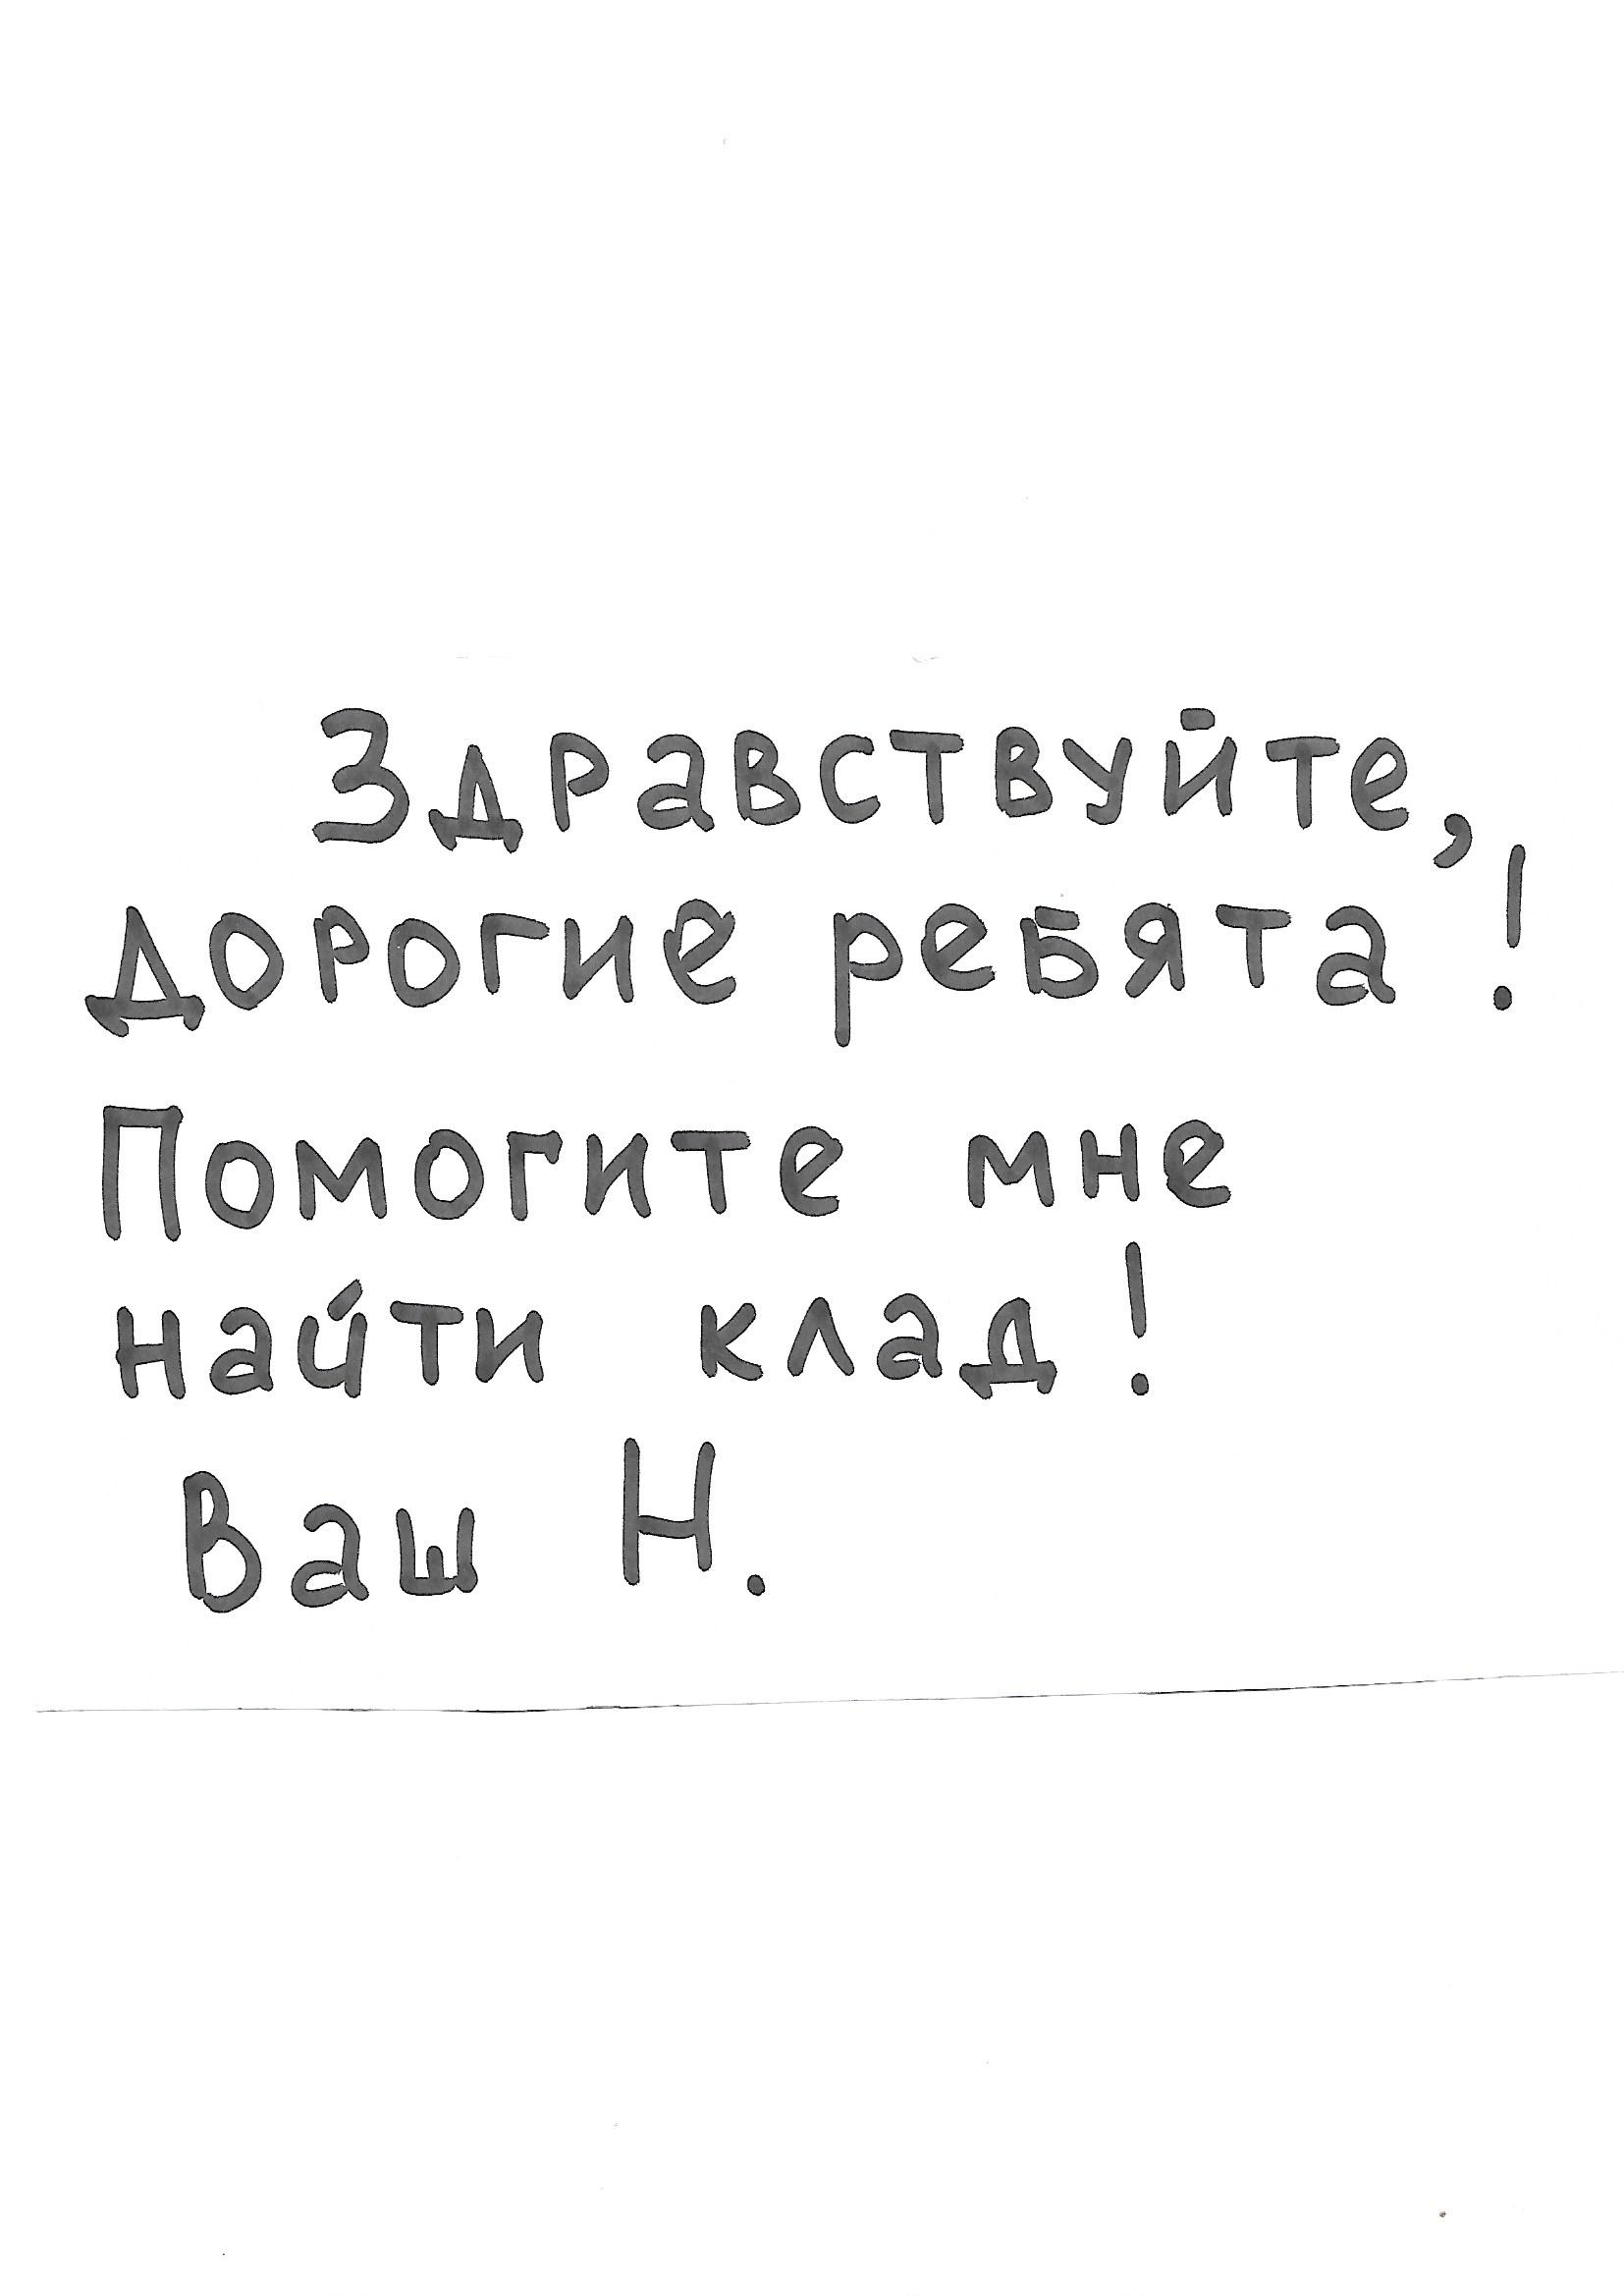 Здравствуйте,
дорогие ребята!
Помогите мне
найти клад!
Ваш Н.